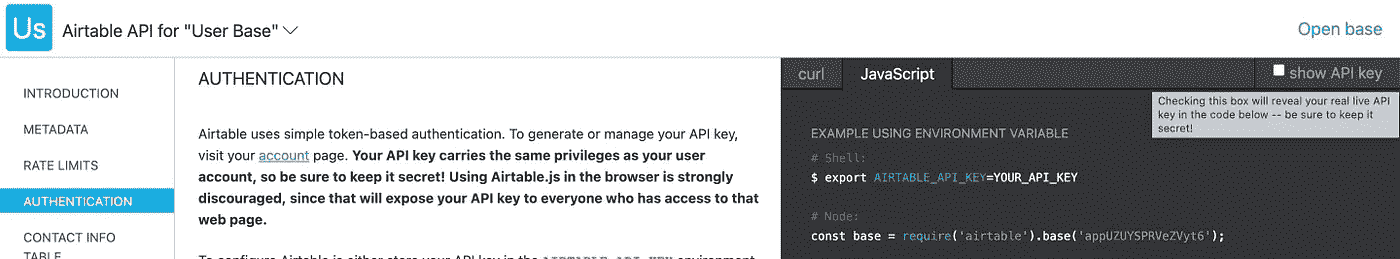 Us
Airtable API for "User Base"
Open base
INTRODUCTION
METADATA
RATE LIMITS
AUTHENTICATION
CONTACT INFO
TABLE
AUTHENTICATION
Airtable uses simple token-based authentication. To generate or manage your API key,
visit your account page. Your API key carries the same privileges as your user
account, so be sure to keep it secret! Using Airtable.js in the browser is strongly
discouraged, since that will expose your API key to everyone who has access to that
web page.
To configure Airtable.js either store your API key in the AIRTABLE_API_KEY environment
curl
JavaScript
show API key
Checking this box will reveal your real live API
key in the code below -- be sure to keep it
secret!
EXAMPLE USING ENVIRONMENT VARIABLE
# Shell:
$ export AIRTABLE_API_KEY=YOUR_API_KEY
# Node:
const base = require('airtable').base('appUZUYSPRVeZVyt6');